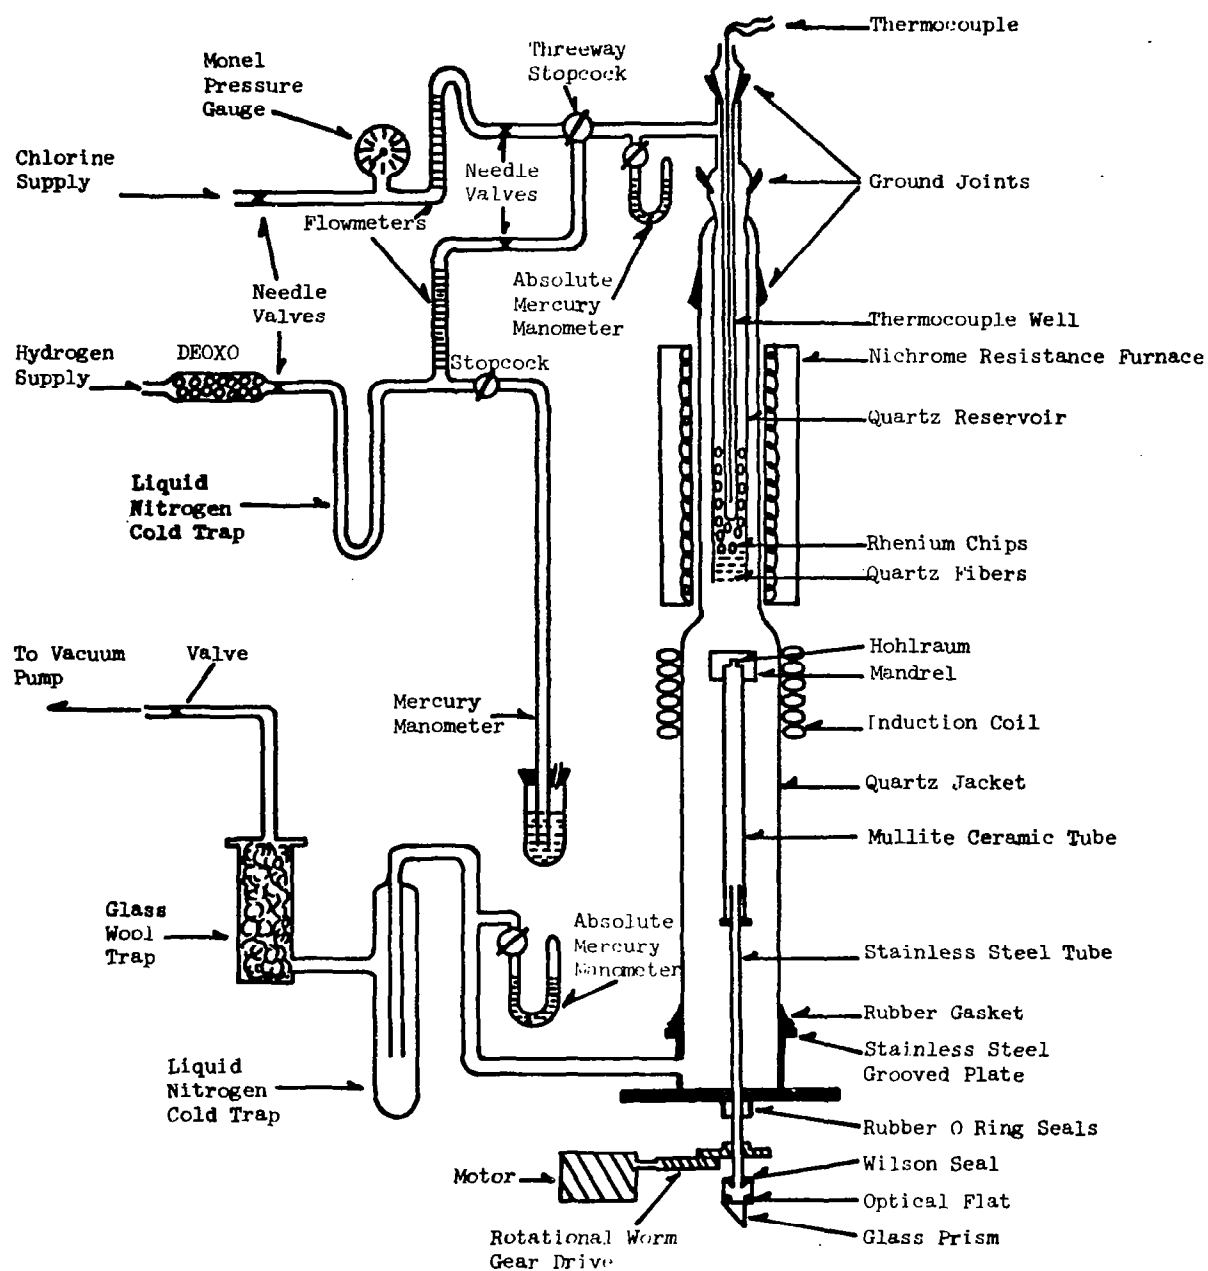 Thermocouple
Threeway
Stopcock
Monel
Pressure
Gauge
Chlorine
Supply
Needle
Valves
Ground Joints
Flowmeters
Absolute
Mercury
Manometer
Needle
Valves
Thermocouple Well
Hydrogen
Supply
DEOXO
Stopcock
Nichrome Resistance Furnace
Quartz Reservoir
Liquid
Nitrogen
Cold Trap
Rhenium Chips
Quartz Fibers
To Vacuum
Pump
Valve
Hohlraum
Mandrel
Mercury
Manometer
Induction Coil
Quartz Jacket
Mullite Ceramic Tube
Glass
Wool
Trap
Absolute
Mercury
Manometer
Stainless Steel Tube
Rubber Gasket
Stainless Steel
Grooved Plate
Liquid
Nitrogen
Cold Trap
Rubber O Ring Seals
Motor
Wilson Seal
Optical Flat
Rotational Worm
Gear Drive
Glass Prism